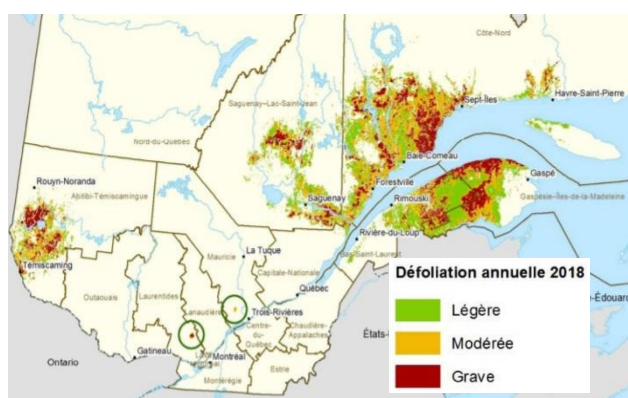 Côte-Nord
Saguenay–Lac-Saint-Jean
Sept-Îles
Havre-Saint-Pierre
Nord-du-Québec
Baie-Comeau
Rouyn-Noranda
Forestville
Gaspé
Abitibi-Témiscamingue
Saguenay
Rimouski
Gaspésie–Îles-de-la-Madeleine
Rivière-du-Loup
La Tuque
Bas-Saint-Laurent
Témiscaming
Mauricie
Capitale-Nationale
Outaouais
Laurentides
Québec
Lanaudière
Trois-Rivières
Centre-
du-
Québec
Chaudière-
Appalaches
États-
Gatineau
Montréal
Ontario
Montérégie
Estrie
e-Édouar
Défoliation annuelle 2018
Légère
Modérée
Grave